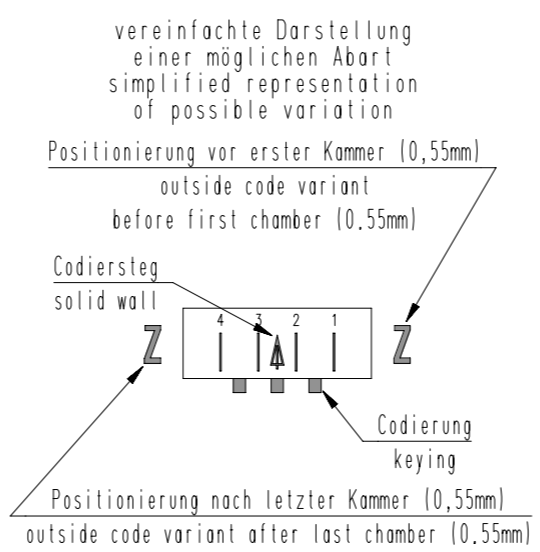 vereinfachte Darstellung
einer möglichen Abart
simplified representation
of possible variation
Positionierung vor erster Kammer (0,55mm)
outside code variant
before first chamber (0.55mm)
Codiersteg
solid wall
Z 4 3 2 1 Z
Codierung
keying
Positionierung nach letzter Kammer (0,55mm)
outside code variant after last chamber (0,55mm)